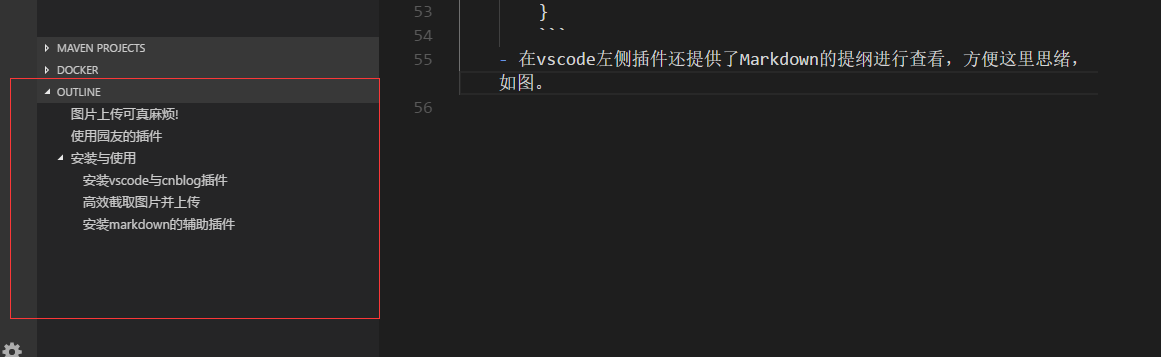 MAVEN PROJECTS
DOCKER
OUTLINE
图片上传可真麻烦!
使用园友的插件
安装与使用
安装vscode与cnblog插件
高效截取图片并上传
安装markdown的辅助插件
53 }
54 ```
55 - 在vscode左侧插件还提供了Markdown的提纲进行查看，方便这里思绪，
如图。
56